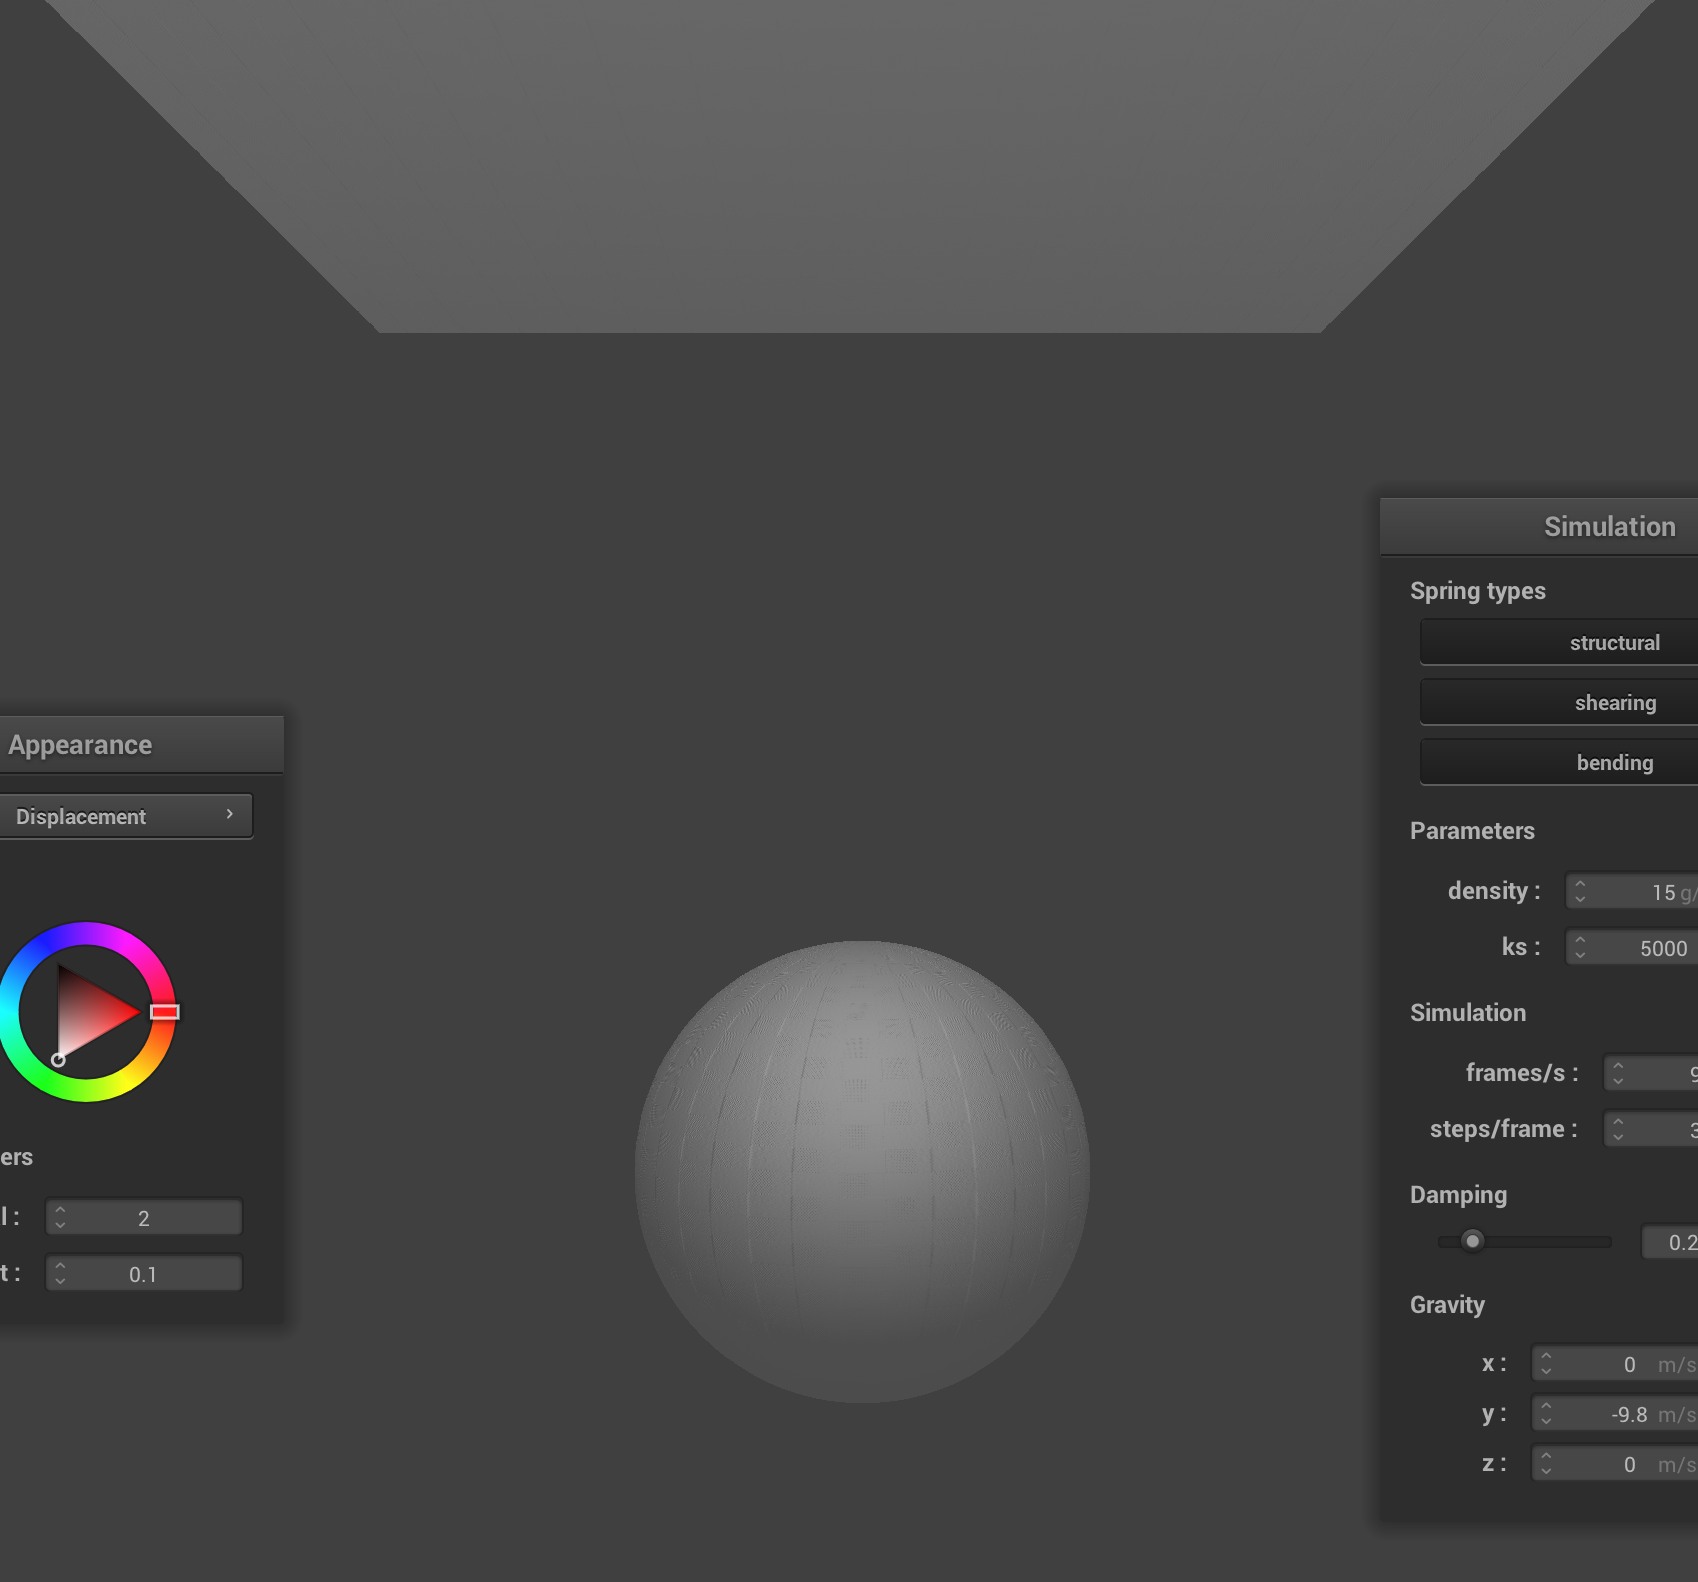 Simulation
Spring types
structural
shearing
bending
Parameters
density : 15 g/
ks : 5000
Simulation
frames/s : 9
steps/frame : 3
Damping
0.2
Gravity
x : 0 m/s
y : -9.8 m/s
z : 0 m/s
Appearance
Displacement
ers
l : 2
t : 0.1